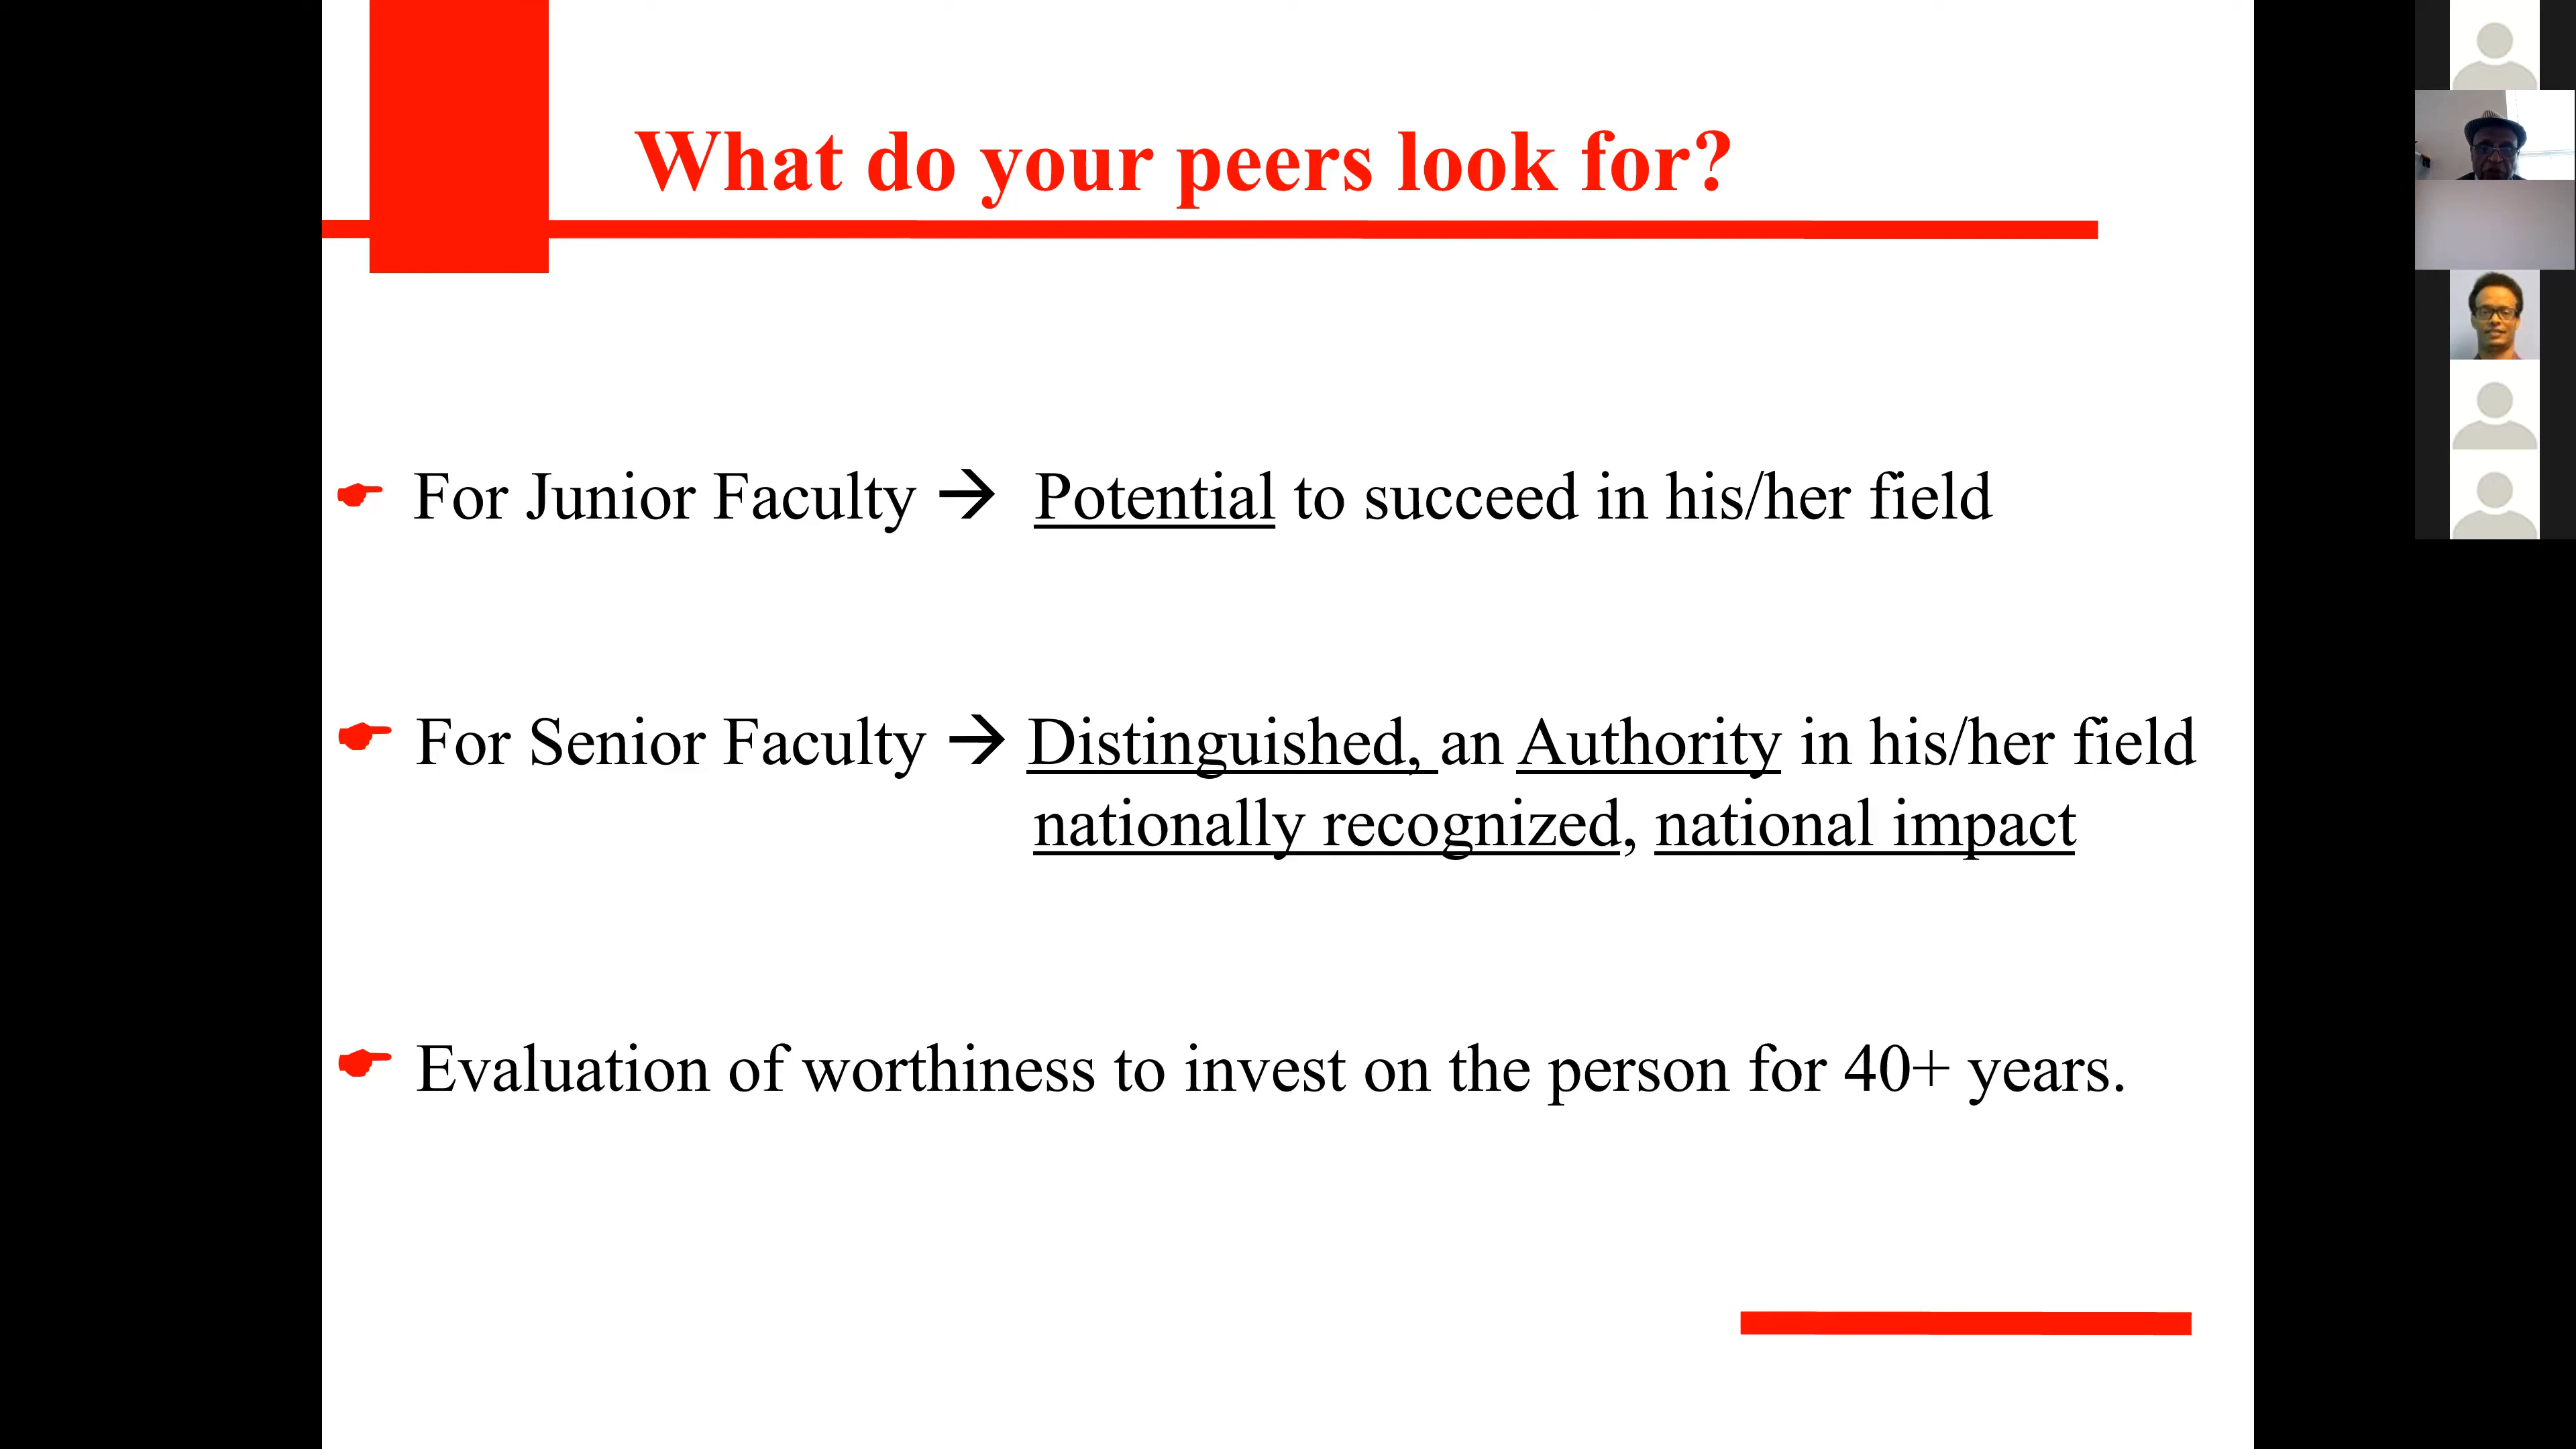 What do your peers look for?
For Junior Faculty → Potential to succeed in his/her field
For Senior Faculty → Distinguished, an Authority in his/her field
nationally recognized, national impact
Evaluation of worthiness to invest on the person for 40+ years.